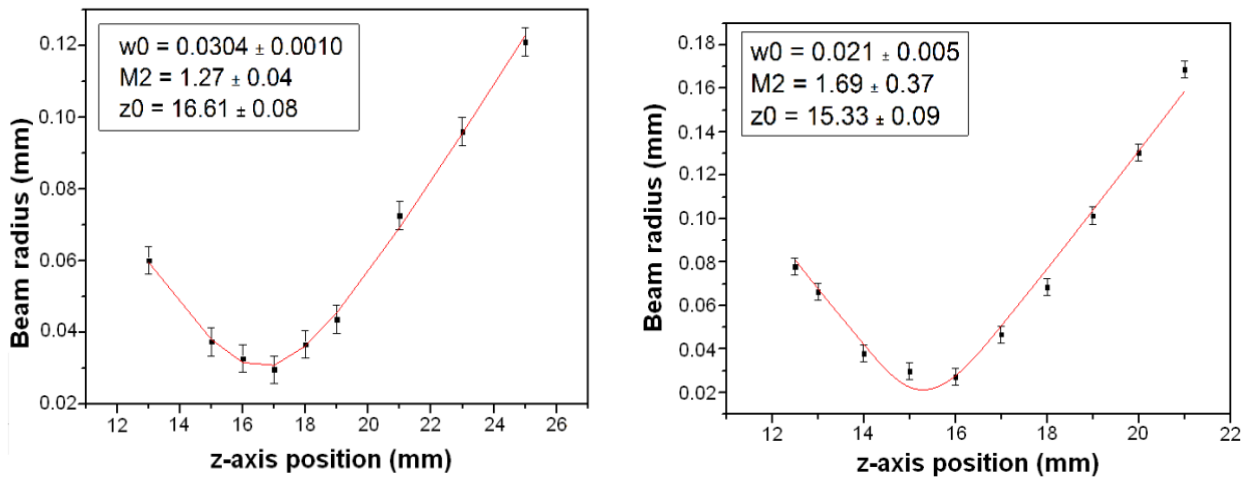 0.12
0.10
0.08
0.06
0.04
0.02
Beam radius (mm)
w0 = 0.0304 ± 0.0010
M2 = 1.27 ± 0.04
z0 = 16.61 ± 0.08
12 14 16 18 20 22 24 26
z-axis position (mm)
0.18
0.16
0.14
0.12
0.10
0.08
0.06
0.04
0.02
Beam radius (mm)
w0 = 0.021 ± 0.005
M2 = 1.69 ± 0.37
z0 = 15.33 ± 0.09
12 14 16 18 20 22
z-axis position (mm)